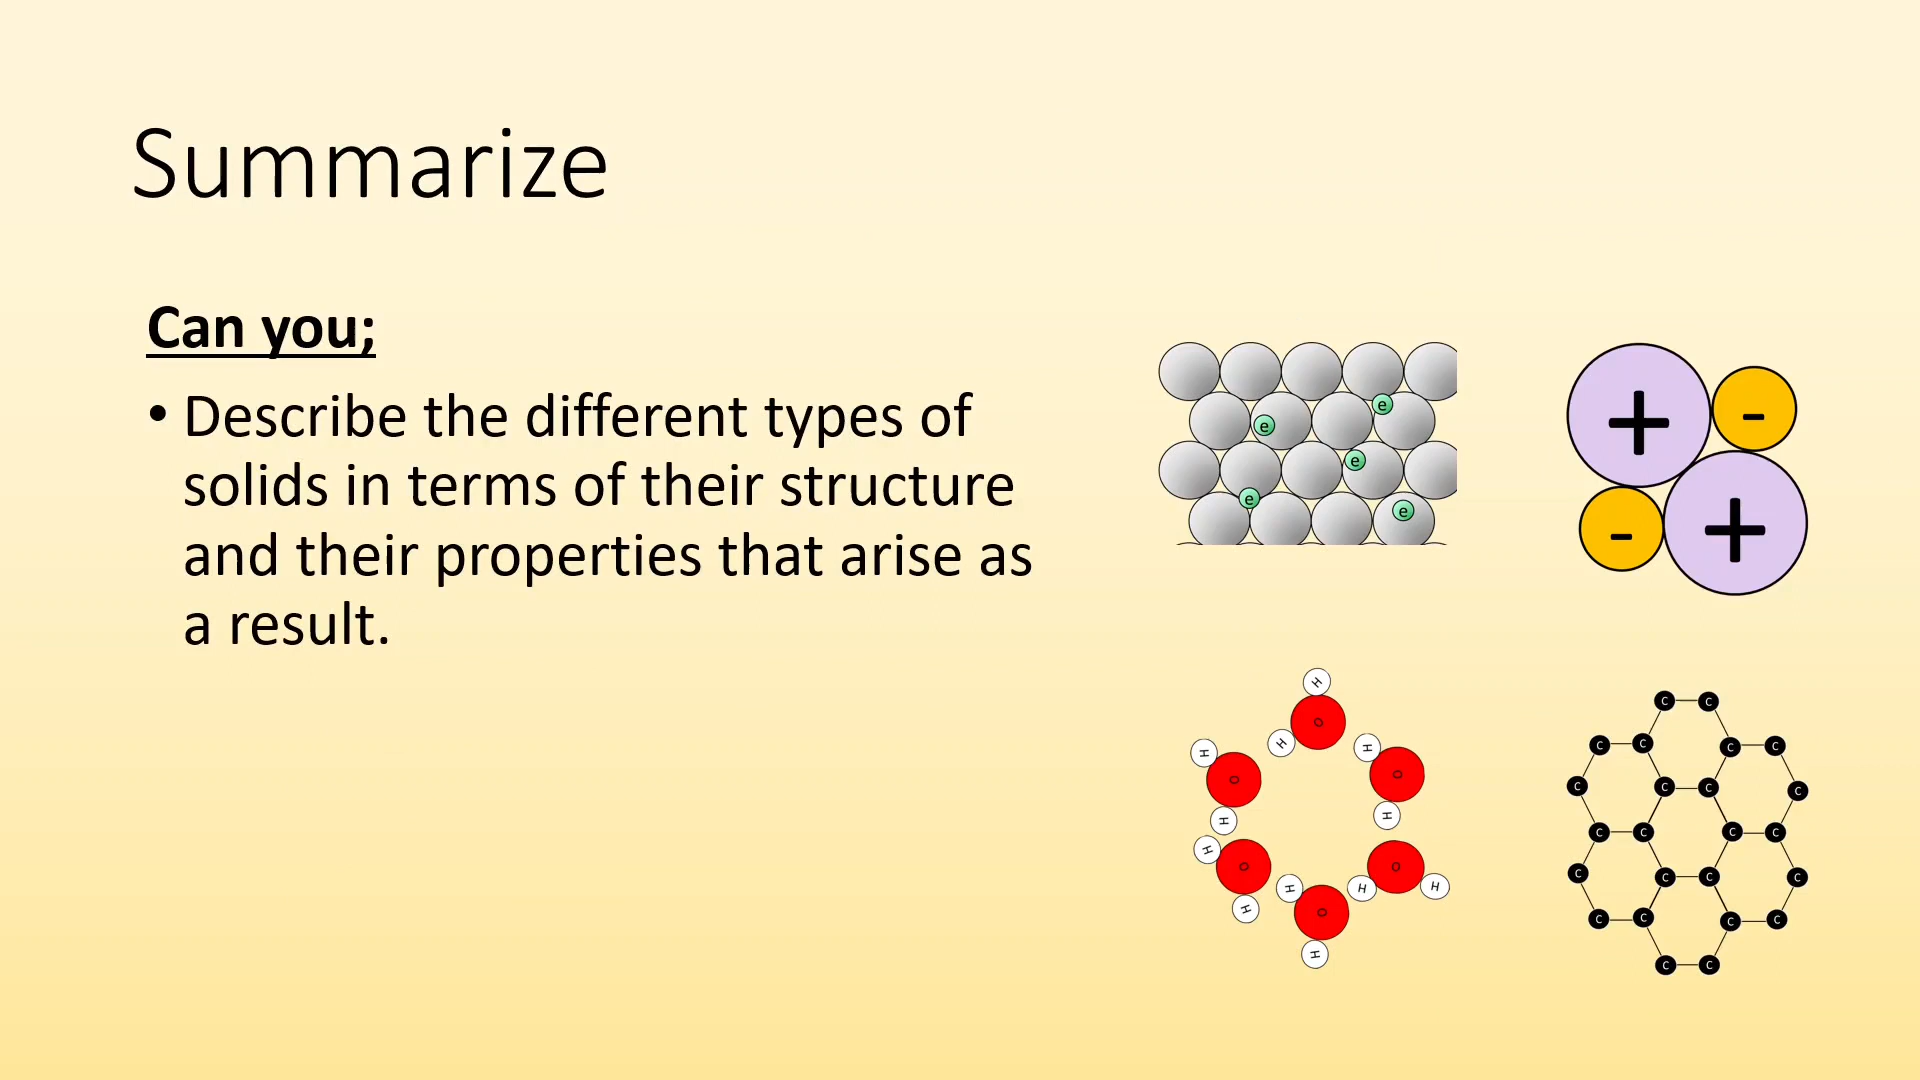 Summarize
Can you;
• Describe the different types of
solids in terms of their structure
and their properties that arise as
a result.
e
e
e
e
e
+ -
- +
H
O
H
H
O
H
H
O
H
H
O
H
H
O
H
H
O
H
C C
C C C C
C C C C
C C C C
C C C C
C C C C
C C